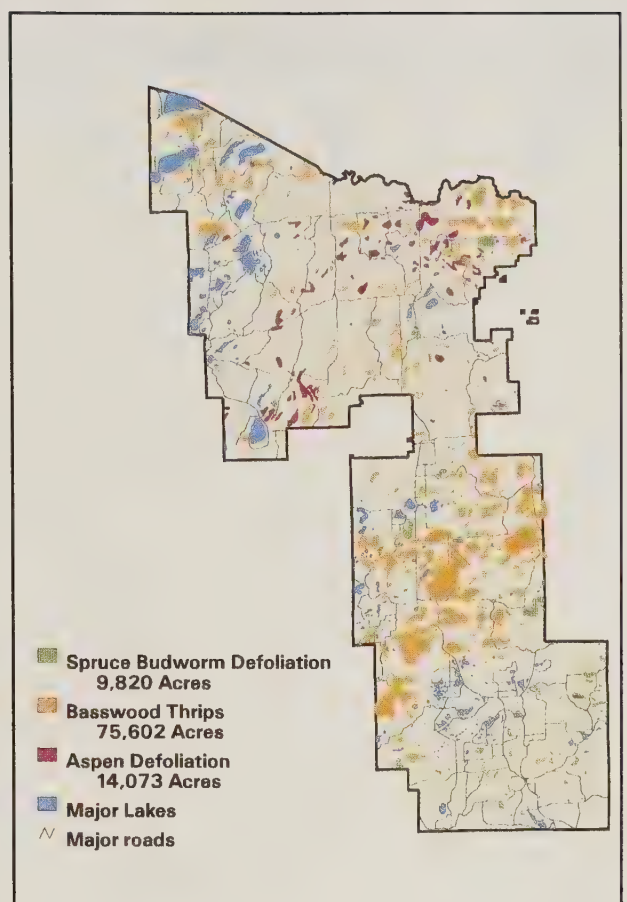 Spruce Budworm Defoliation
9,820 Acres
Basswood Thrips
75,602 Acres
Aspen Defoliation
14,073 Acres
Major Lakes
Major roads